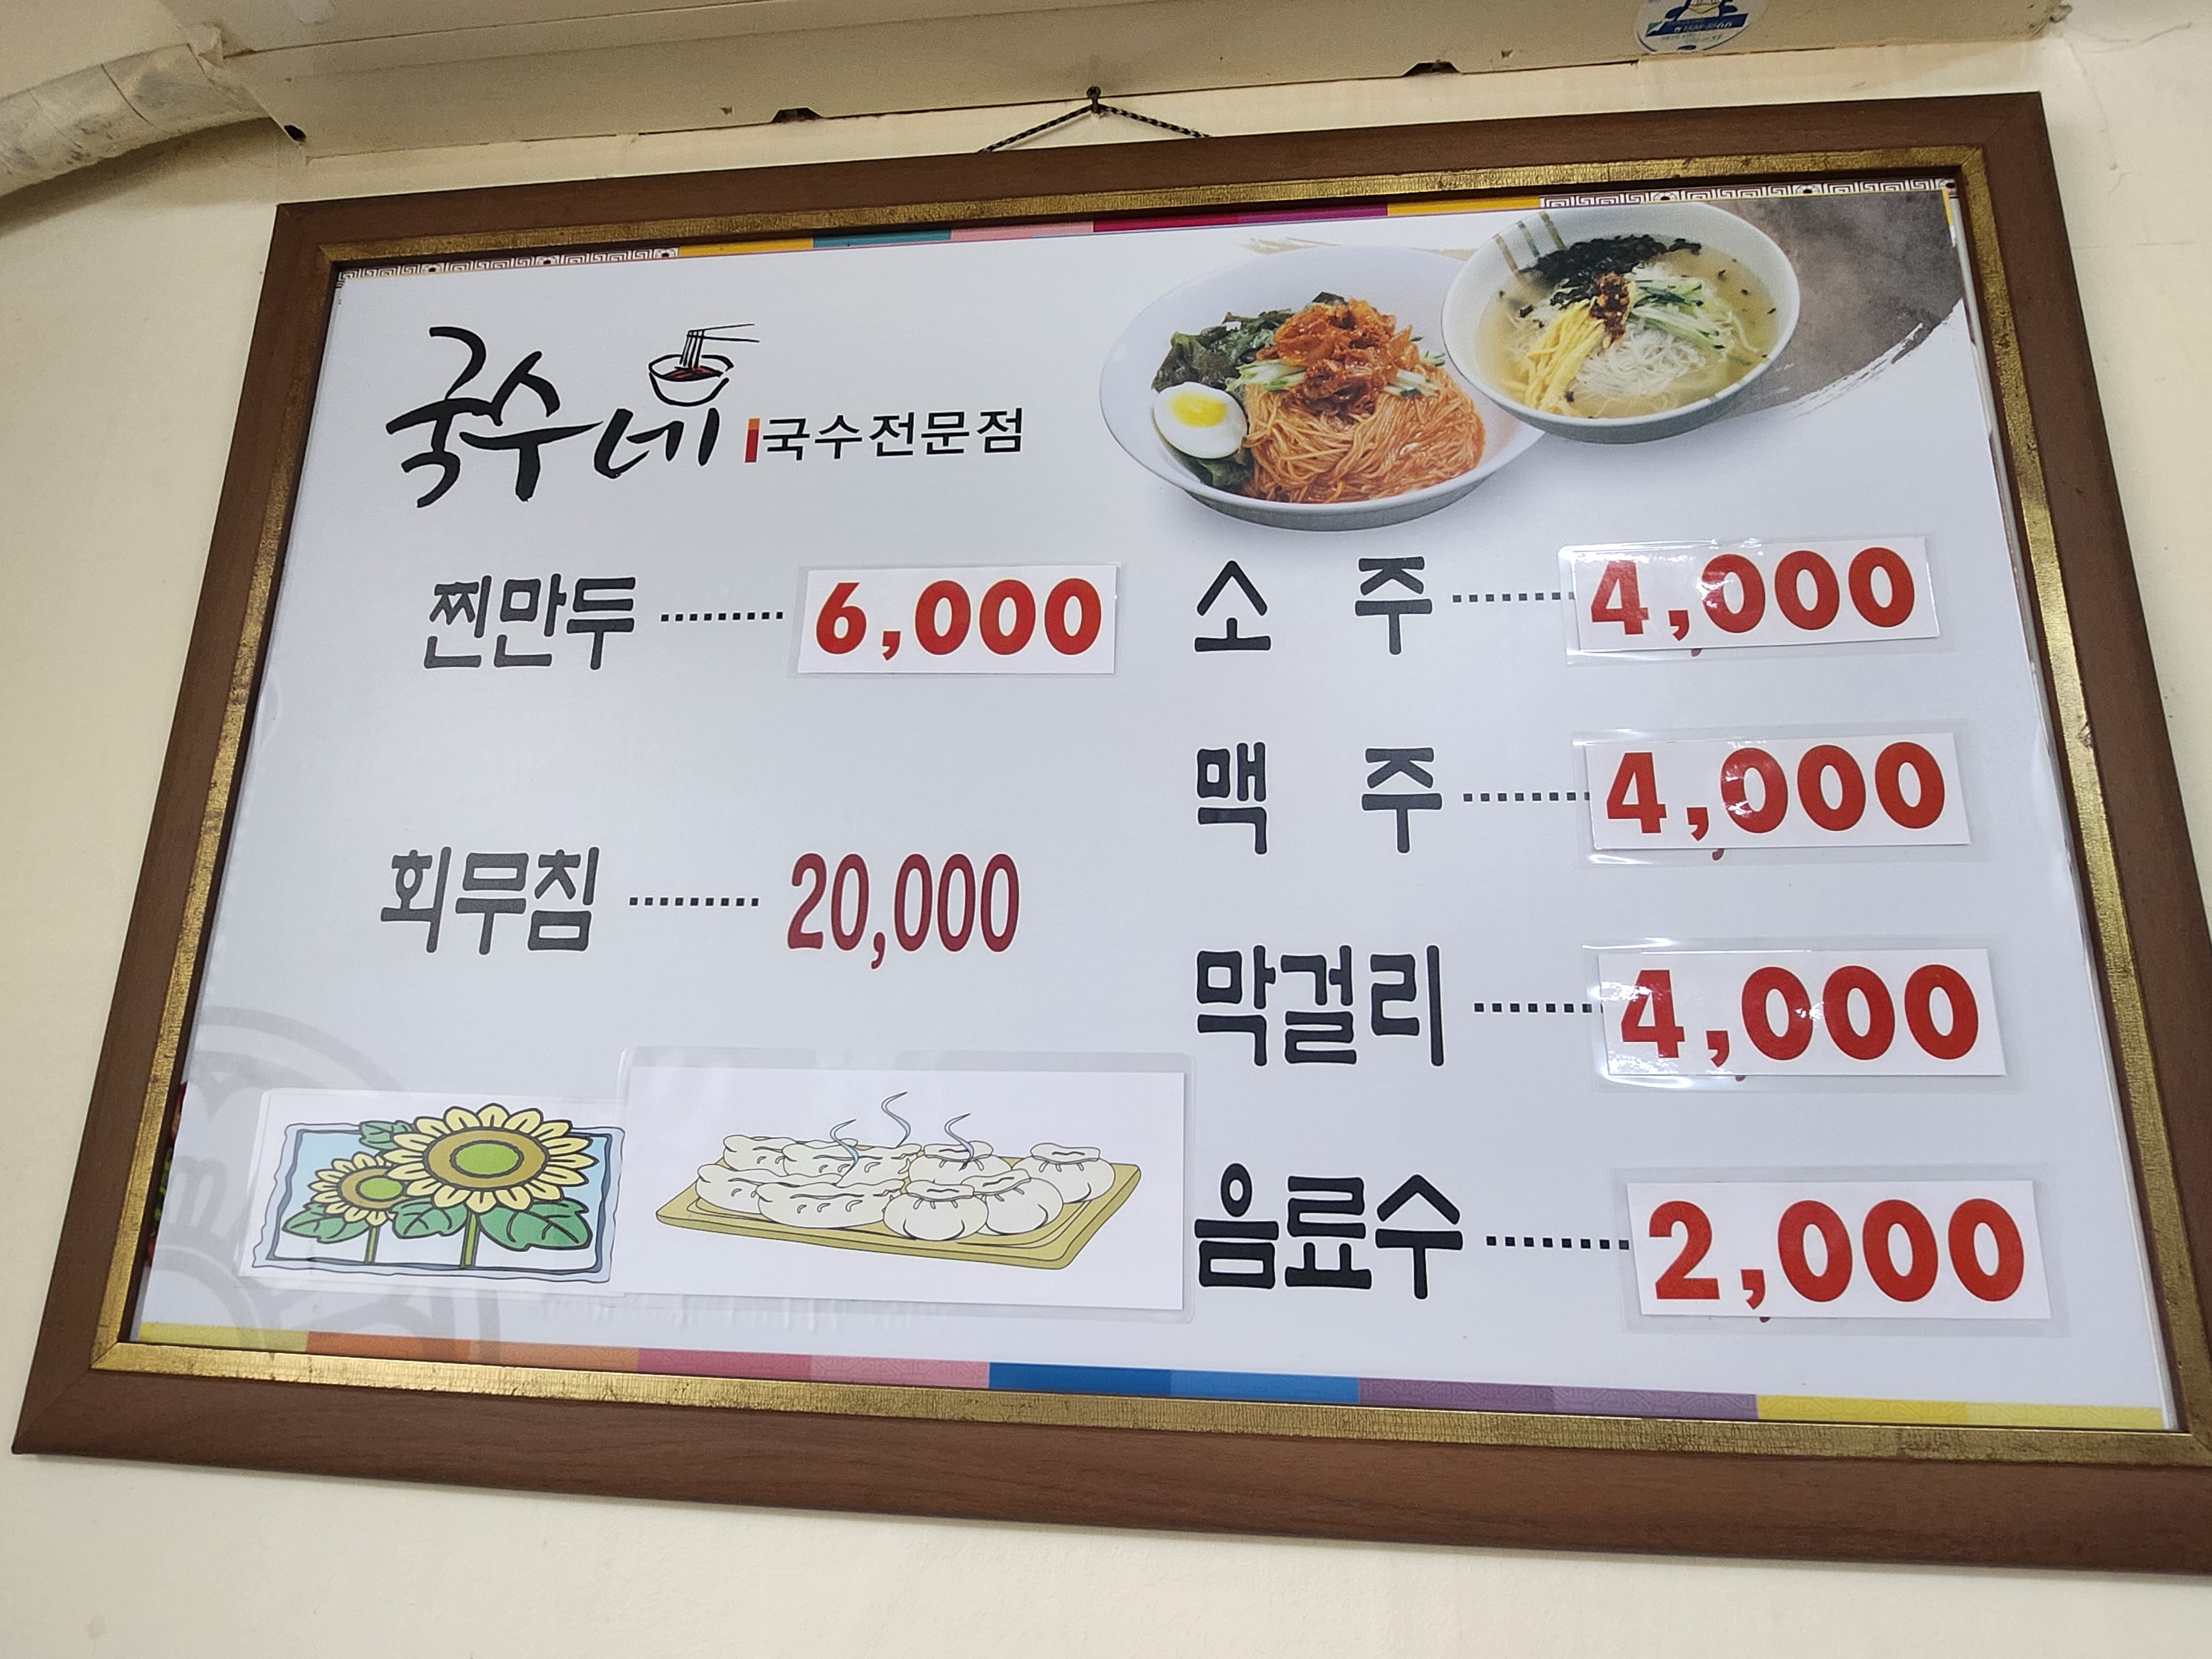 국수네 국수전문점
찐만두 ········· 6,000
회무침 ········· 20,000
소 주 ········ 4,000
맥 주 ········ 4,000
막걸리 ········ 4,000
음료수 ········ 2,000